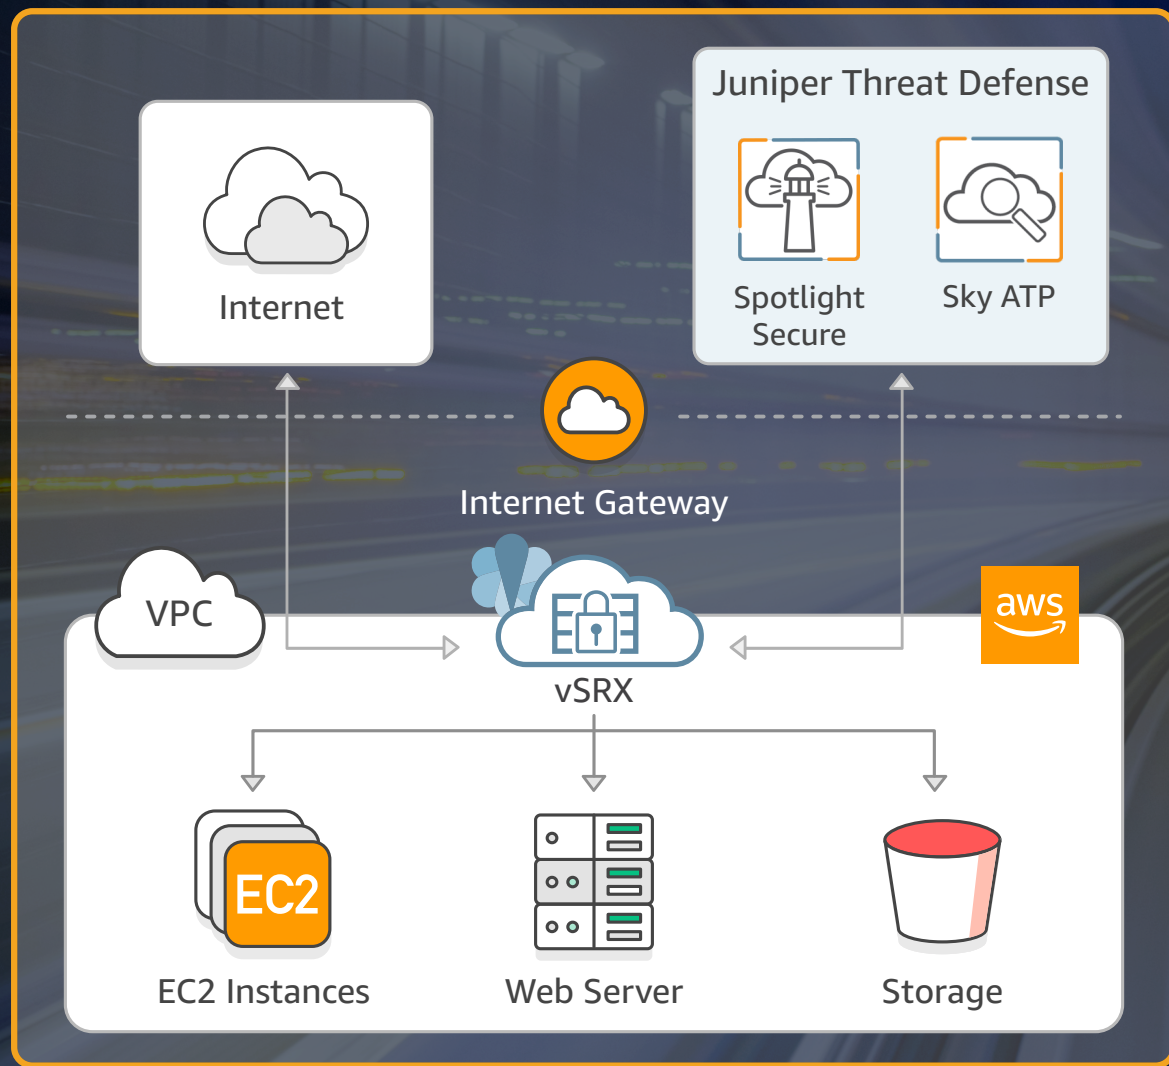 Juniper Threat Defense
Internet
Spotlight
Secure
Sky ATP
Internet Gateway
VPC
aws
vSRX
EC2
EC2 Instances
Web Server
Storage